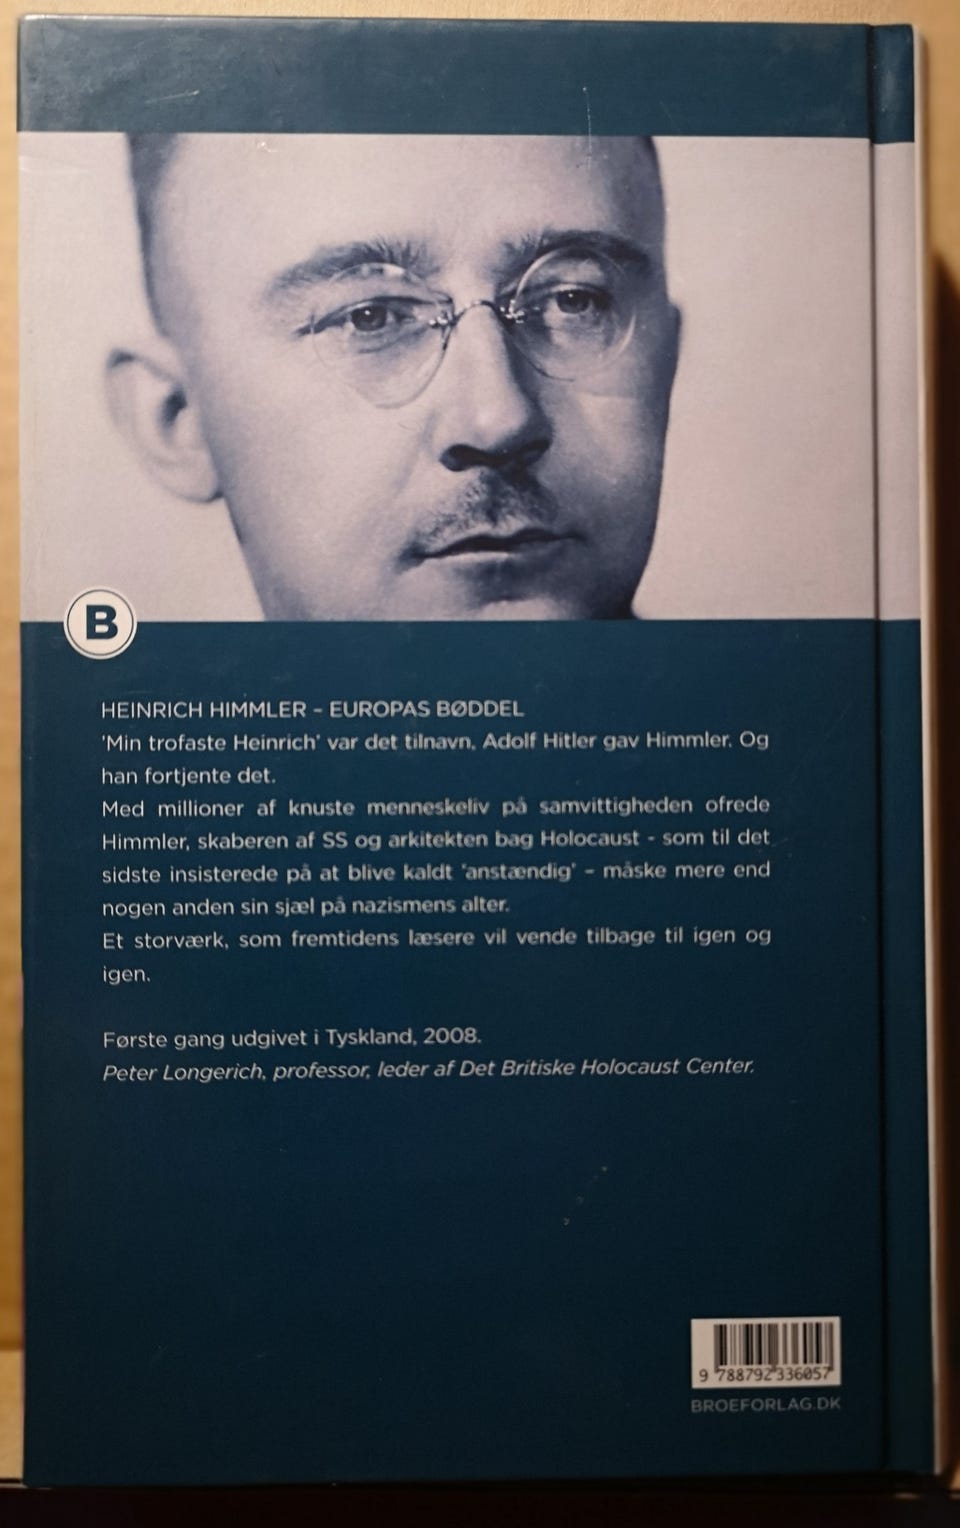 B
HEINRICH HIMMLER – EUROPAS BØDDEL
'Min trofaste Heinrich' var det tilnavn, Adolf Hitler gav Himmler. Og
han fortjente det.
Med millioner af knuste menneskeliv på samvittigheden ofrede
Himmler, skaberen af SS og arkitekten bag Holocaust - som til det
sidste insisterede på at blive kaldt 'anstændig' – måske mere end
nogen anden sin sjæl på nazismens alter.
Et storværk, som fremtidens læsere vil vende tilbage til igen og
igen.
Første gang udgivet i Tyskland, 2008.
Peter Longerich, professor, leder af Det Britiske Holocaust Center.
9 788792 336057
BROEFORLAG.DK